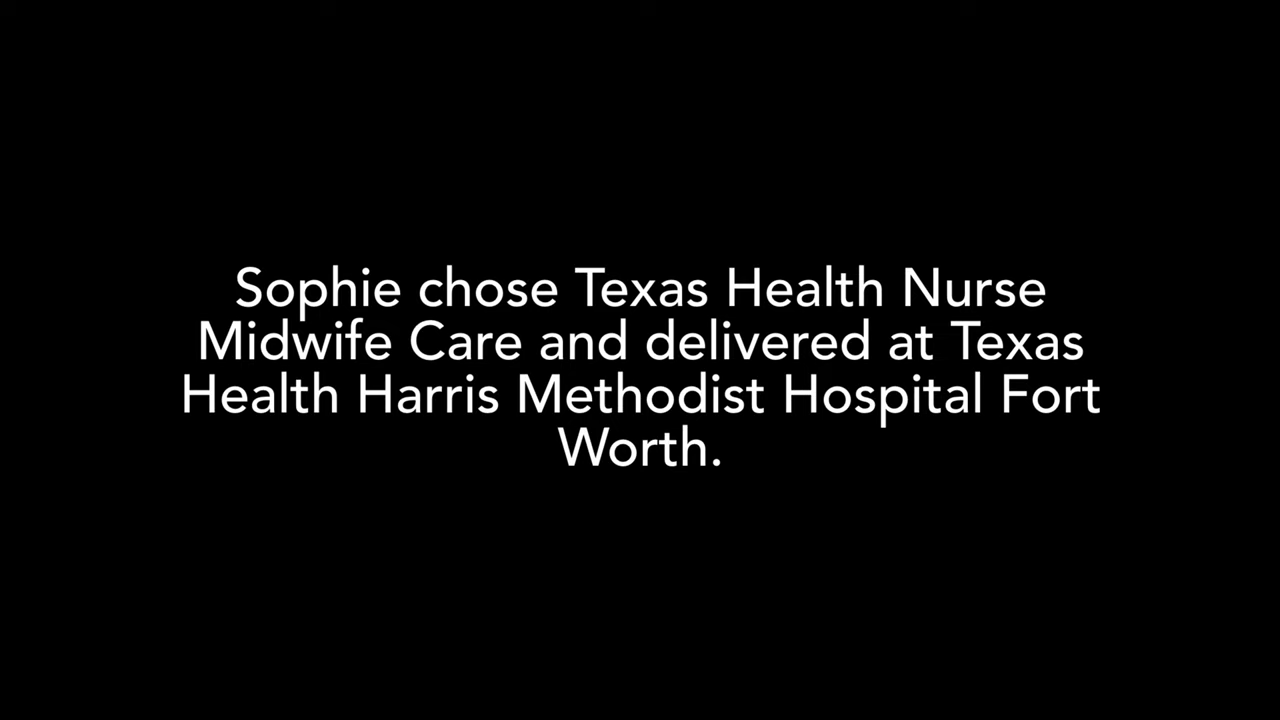 Sophie chose Texas Health Nurse
Midwife Care and delivered at Texas
Health Harris Methodist Hospital Fort
Worth.